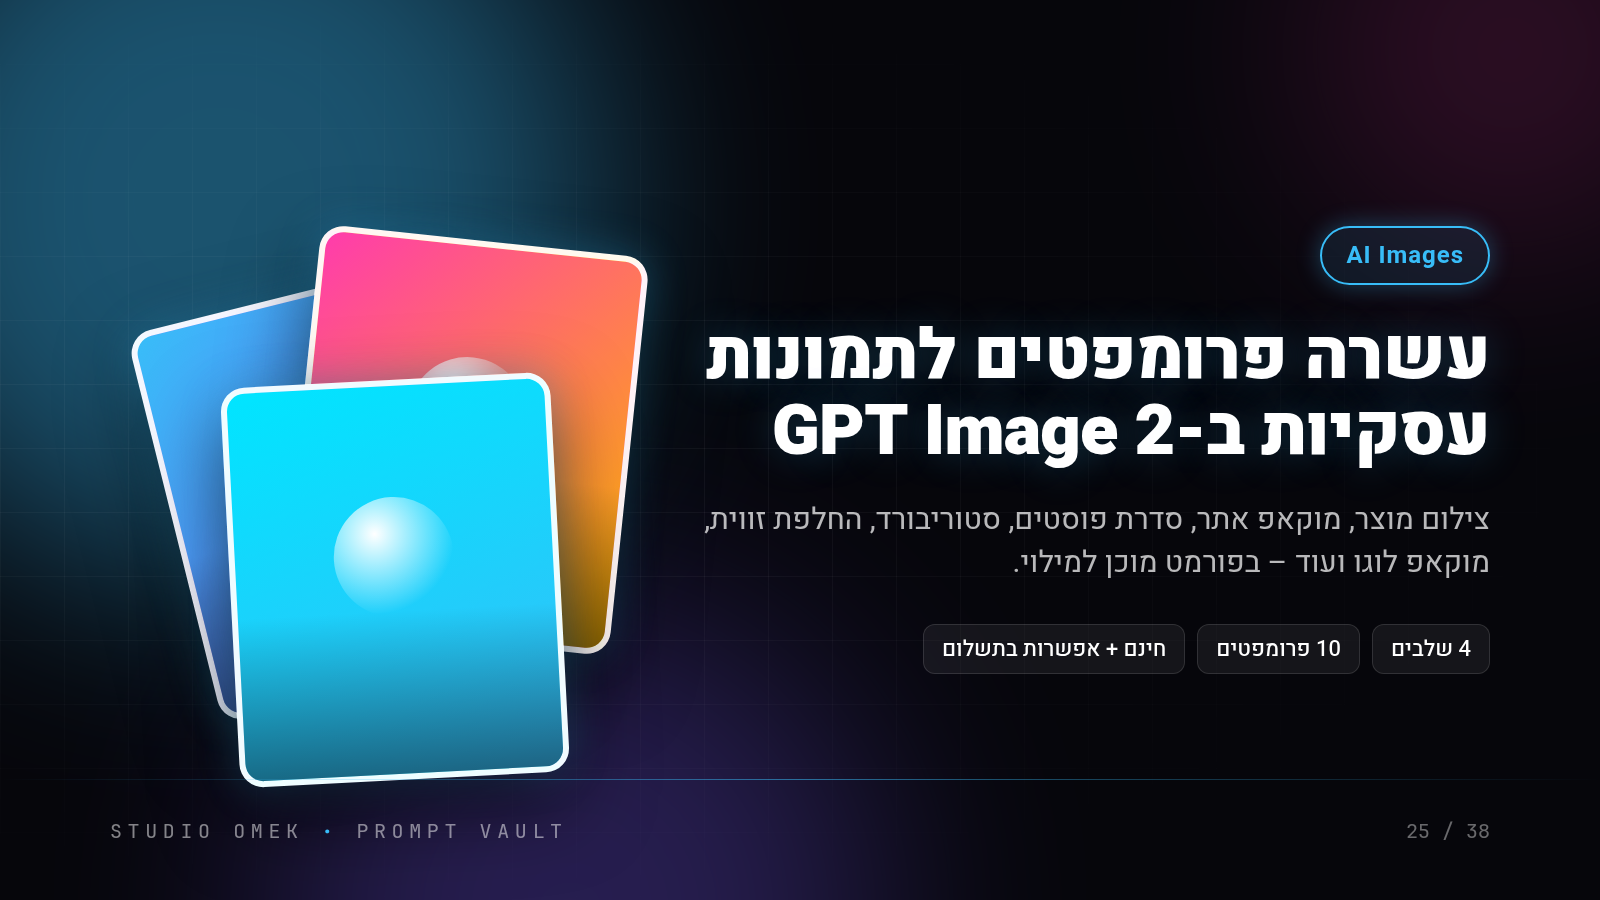 AI Images
עשרה פרומפטים לתמונות
עסקיות ב-GPT Image 2
צילום מוצר, מוקאפ אתר, סדרת פוסטים, סטוריבורד, החלפת זווית,
מוקאפ לוגו ועוד – בפורמט מוכן למילוי.
4 שלבים
10 פרומפטים
חינם + אפשרות בתשלום
STUDIO OMEK • PROMPT VAULT
25 / 38